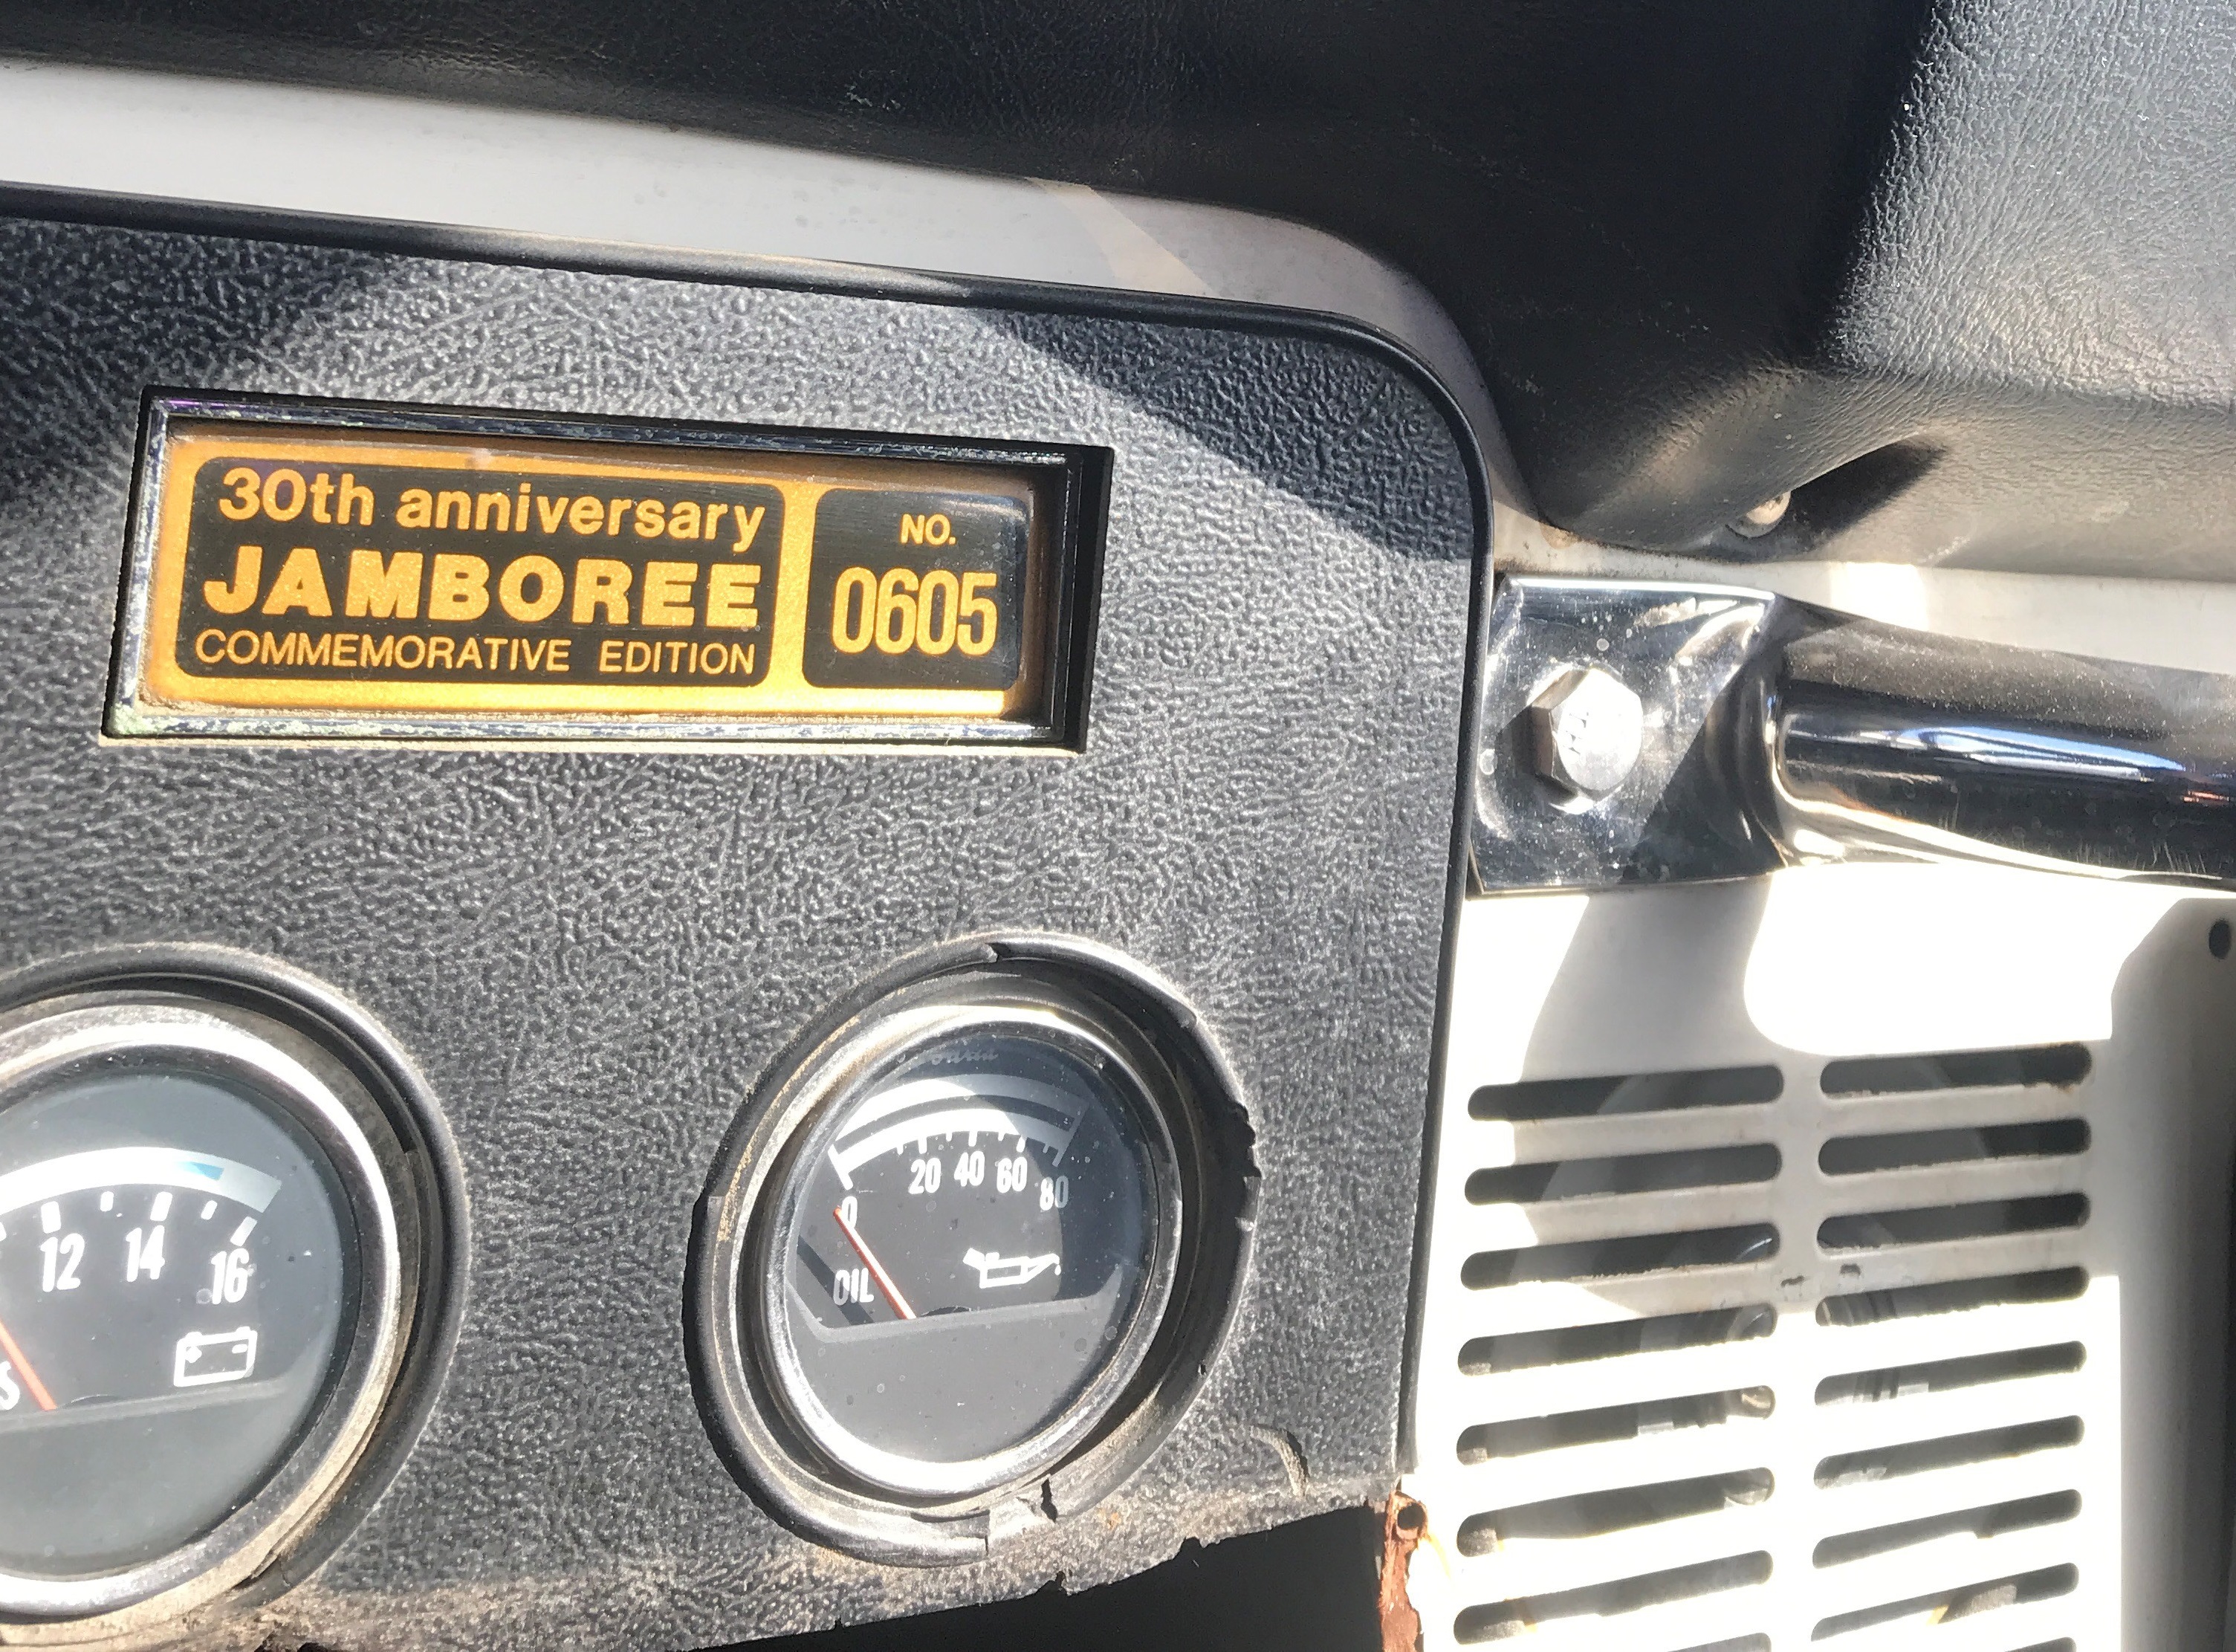 30th anniversary
JAMBOREE
COMMEMORATIVE EDITION
NO.
0605
12 14 16
0 20 40 60 80
OIL